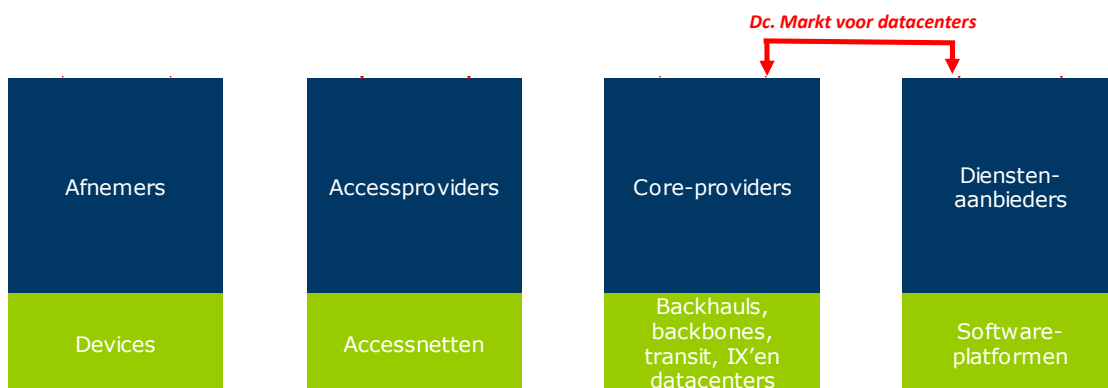 Dc. Markt voor datacenters
Afnemers
Accessproviders
Core-providers
Diensten-
aanbieders
Devices
Accessnetten
Backhauls,
backbones,
transit, IX'en
datacenters
Software-
platformen